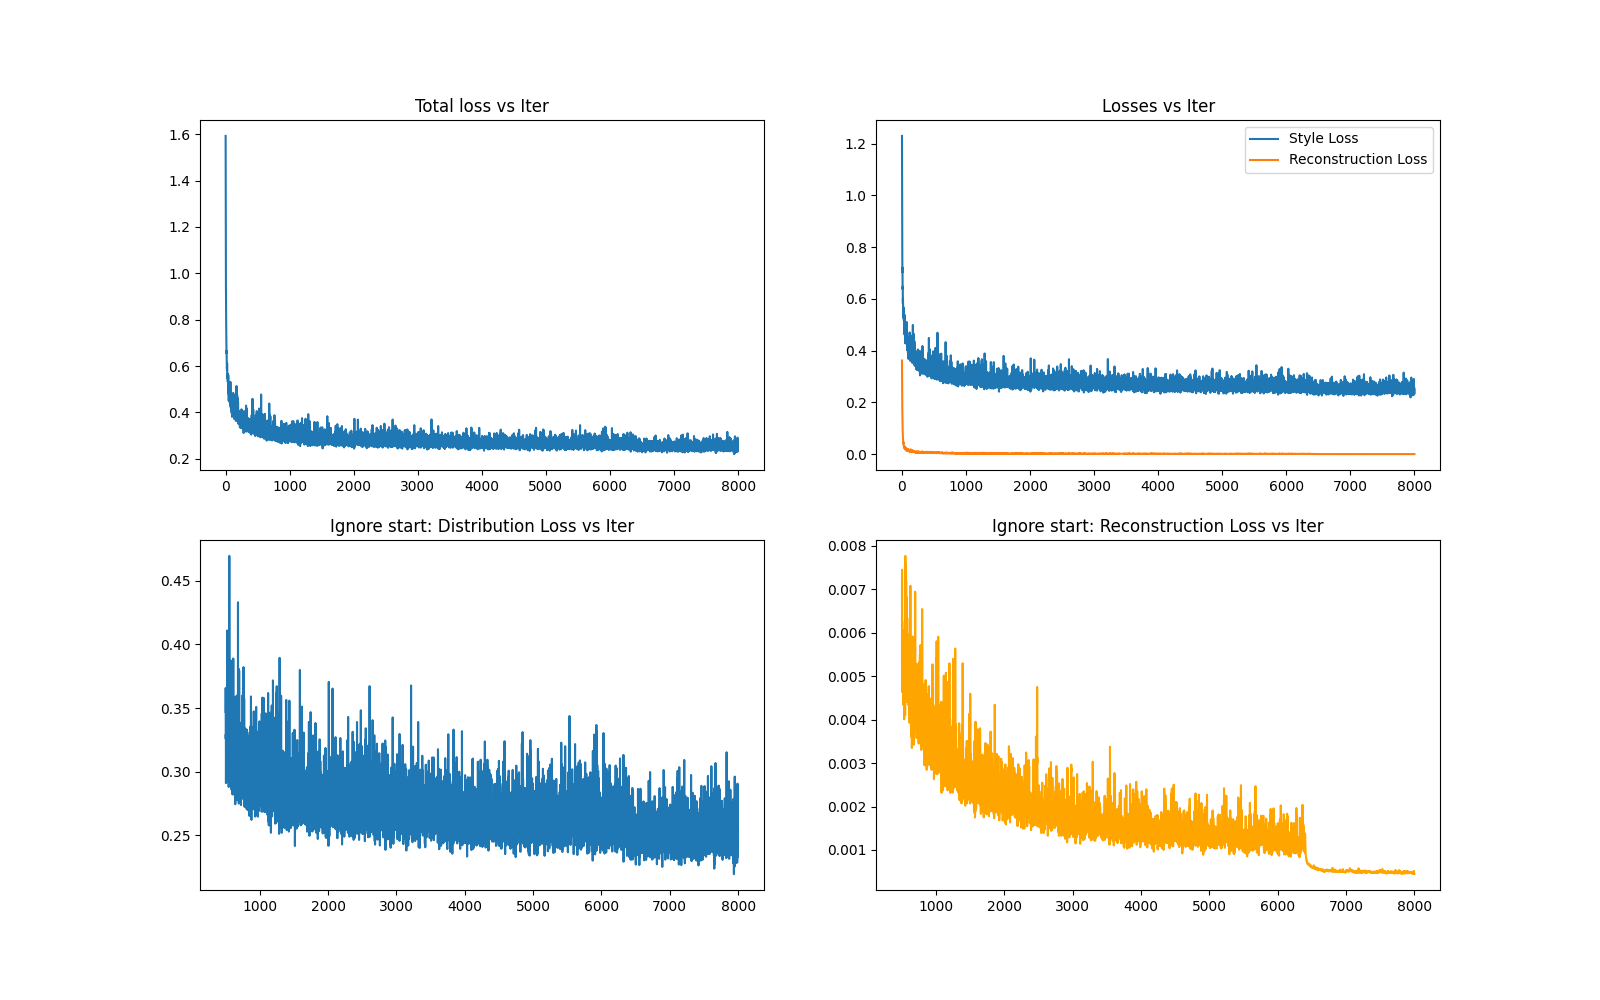 Total loss vs Iter
1.6
1.4
1.2
1.0
0.8
0.6
0.4
0.2
0 1000 2000 3000 4000 5000 6000 7000 8000
Losses vs Iter
Style Loss
Reconstruction Loss
1.2
1.0
0.8
0.6
0.4
0.2
0.0
0 1000 2000 3000 4000 5000 6000 7000 8000
Ignore start: Distribution Loss vs Iter
0.45
0.40
0.35
0.30
0.25
1000 2000 3000 4000 5000 6000 7000 8000
Ignore start: Reconstruction Loss vs Iter
0.008
0.007
0.006
0.005
0.004
0.003
0.002
0.001
1000 2000 3000 4000 5000 6000 7000 8000